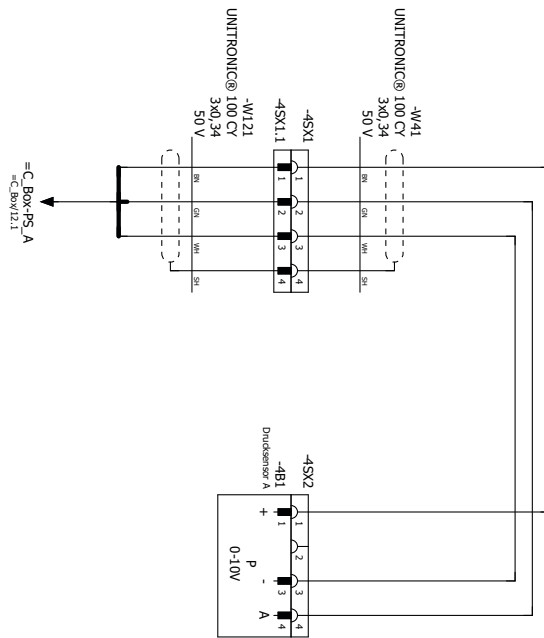 UNITRONIC® 100 CY
-W41
3x0,34
50 V
BN
GN
WH
SH
-4SX1
1
2
3
4
-4SX1.1
1
2
3
4
UNITRONIC® 100 CY
-W121
3x0,34
50 V
BN
GN
WH
SH
=C_Box-PS_A
=C_Box/12.1
-4SX2
1
2
3
4
-4B1
Drucksensor A
1
3
4
+
-
A
P
0-10V